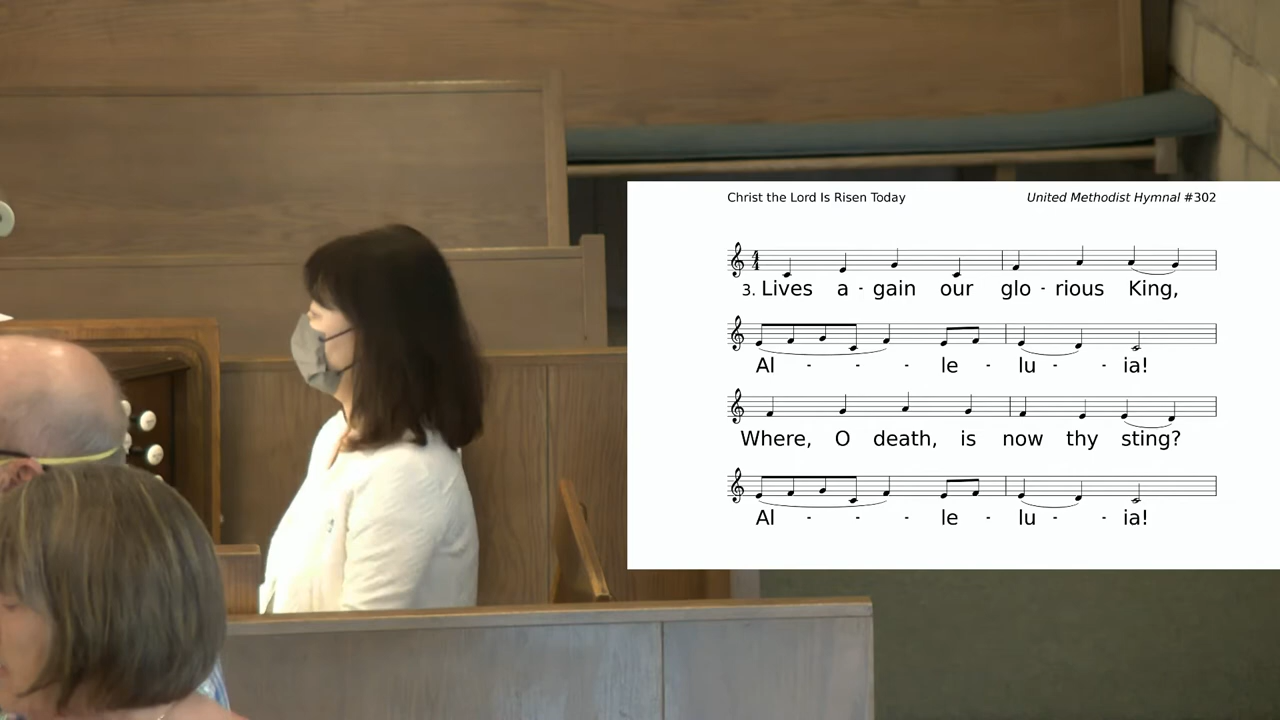 Christ the Lord Is Risen Today
United Methodist Hymnal #302
3. Lives a - gain our glo - rious King,
Al - - - le - lu - - ia!
Where, O death, is now thy sting?
Al - - - le - lu - - ia!